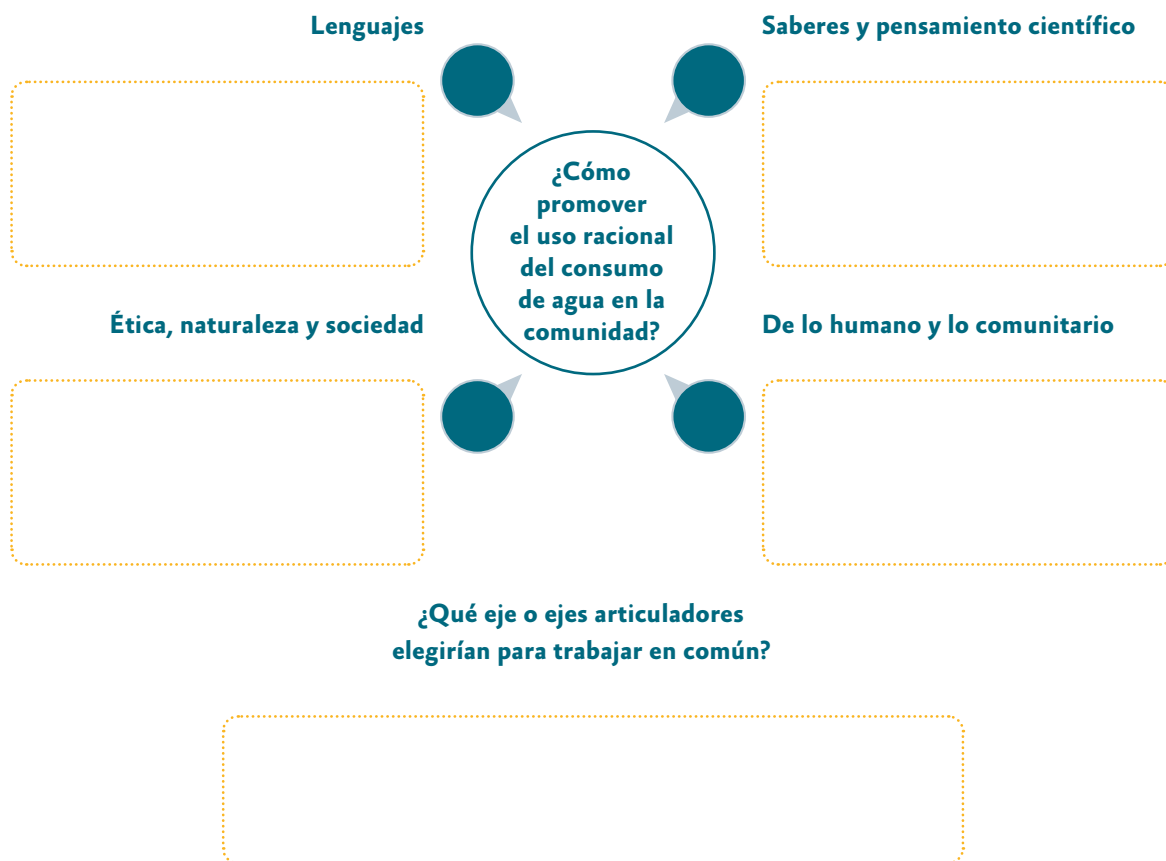 Lenguajes
Saberes y pensamiento científico
¿Cómo
promover
el uso racional
del consumo
de agua en la
comunidad?
Ética, naturaleza y sociedad
De lo humano y lo comunitario
¿Qué eje o ejes articuladores
elegirían para trabajar en común?